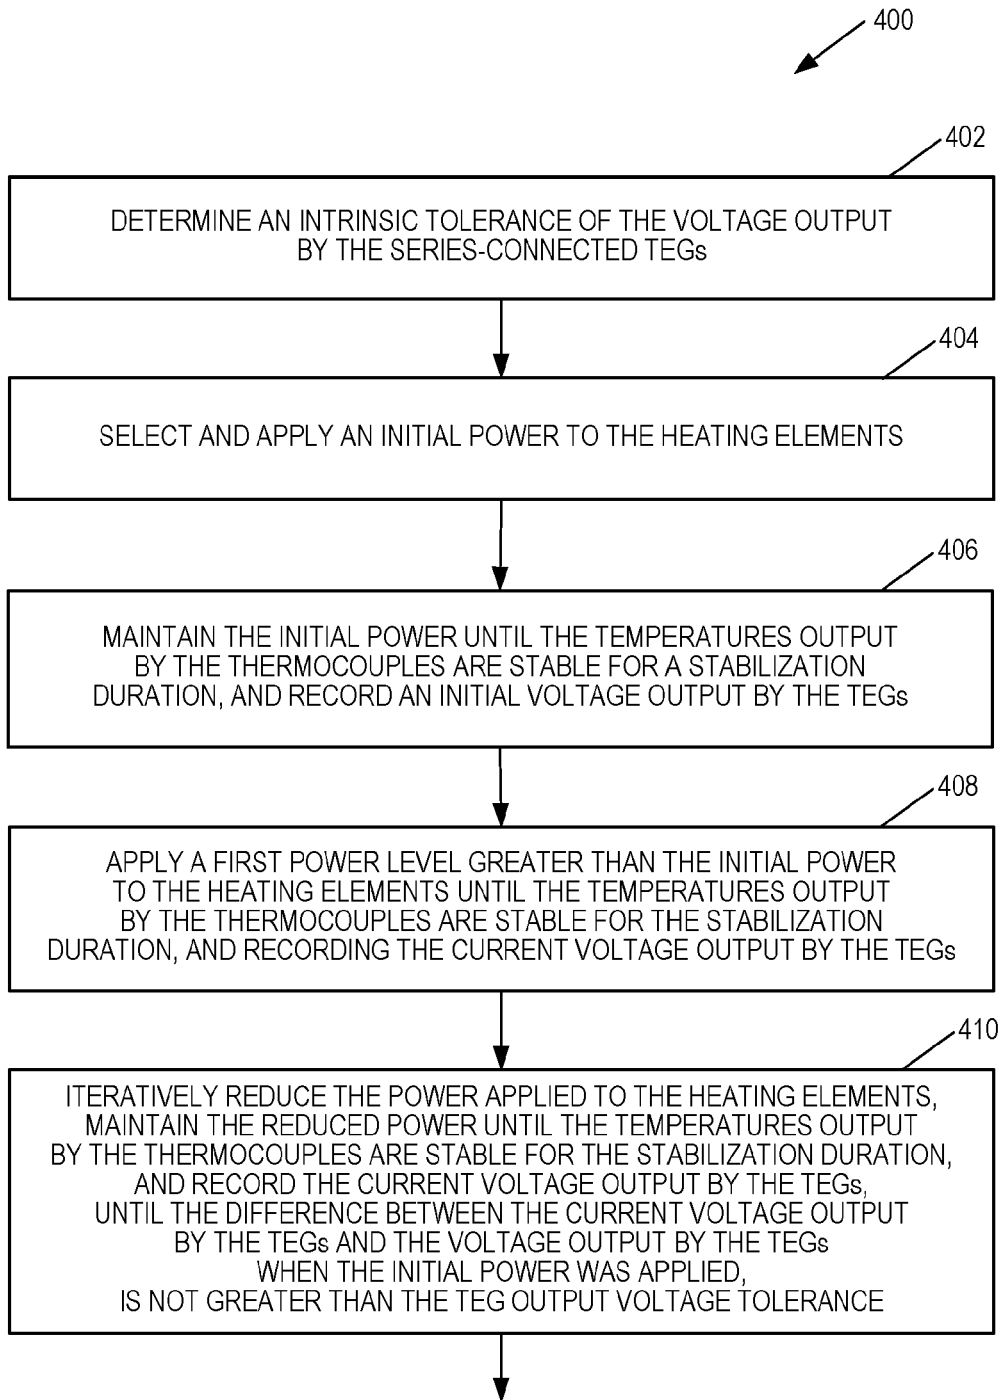 400
402
DETERMINE AN INTRINSIC TOLERANCE OF THE VOLTAGE OUTPUT
BY THE SERIES-CONNECTED TEGs
404
SELECT AND APPLY AN INITIAL POWER TO THE HEATING ELEMENTS
406
MAINTAIN THE INITIAL POWER UNTIL THE TEMPERATURES OUTPUT
BY THE THERMOCOUPLES ARE STABLE FOR A STABILIZATION
DURATION, AND RECORD AN INITIAL VOLTAGE OUTPUT BY THE TEGs
408
APPLY A FIRST POWER LEVEL GREATER THAN THE INITIAL POWER
TO THE HEATING ELEMENTS UNTIL THE TEMPERATURES OUTPUT
BY THE THERMOCOUPLES ARE STABLE FOR THE STABILIZATION
DURATION, AND RECORDING THE CURRENT VOLTAGE OUTPUT BY THE TEGs
410
ITERATIVELY REDUCE THE POWER APPLIED TO THE HEATING ELEMENTS,
MAINTAIN THE REDUCED POWER UNTIL THE TEMPERATURES OUTPUT
BY THE THERMOCOUPLES ARE STABLE FOR THE STABILIZATION DURATION,
AND RECORD THE CURRENT VOLTAGE OUTPUT BY THE TEGs,
UNTIL THE DIFFERENCE BETWEEN THE CURRENT VOLTAGE OUTPUT
BY THE TEGs AND THE VOLTAGE OUTPUT BY THE TEGs
WHEN THE INITIAL POWER WAS APPLIED,
IS NOT GREATER THAN THE TEG OUTPUT VOLTAGE TOLERANCE